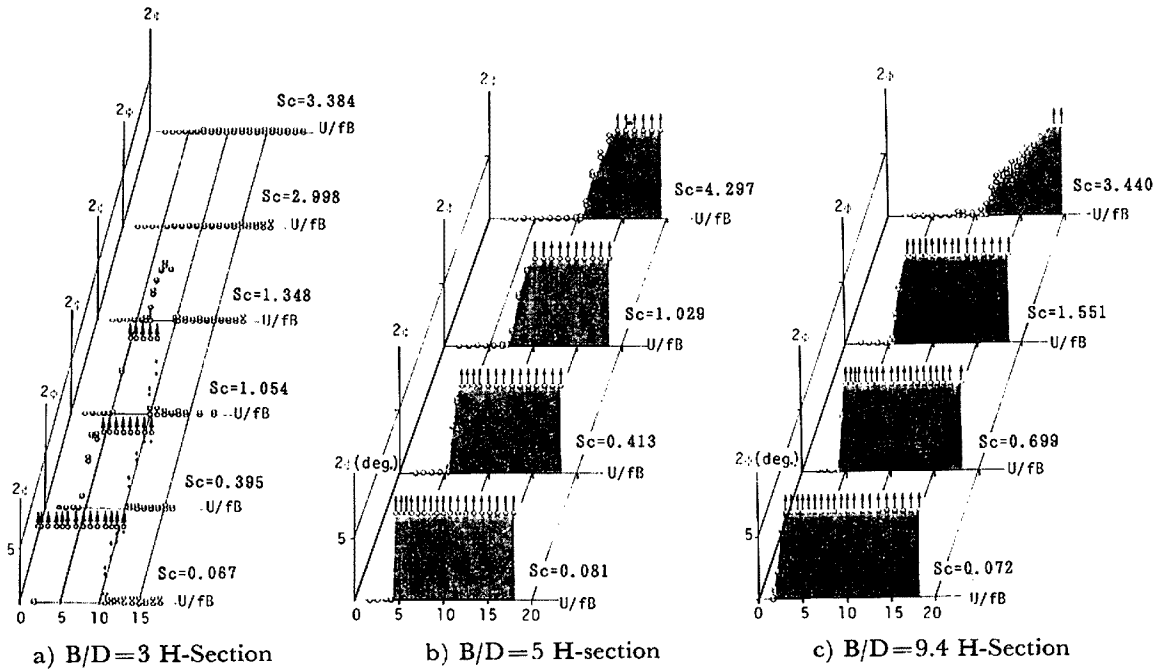 2φ
2φ
Sc=3.384
U/fB
2φ
Sc=2.998
U/fB
2φ
Sc=1.348
U/fB
2φ
Sc=1.054
U/fB
2φ
Sc=0.395
U/fB
5
Sc=0.067
U/fB
0 5 10 15
a) B/D=3 H-Section
Sc=4.297
U/fB
Sc=1.029
U/fB
Sc=0.413
U/fB
(deg.)
5
Sc=0.081
U/fB
0 5 10 15 20
b) B/D=5 H-section
2φ
Sc=3.440
U/fB
2φ
Sc=1.551
U/fB
2φ
Sc=0.699
U/fB
2φ(deg.)
5
Sc=0.072
U/fB
0 5 10 15 20
c) B/D=9.4 H-Section